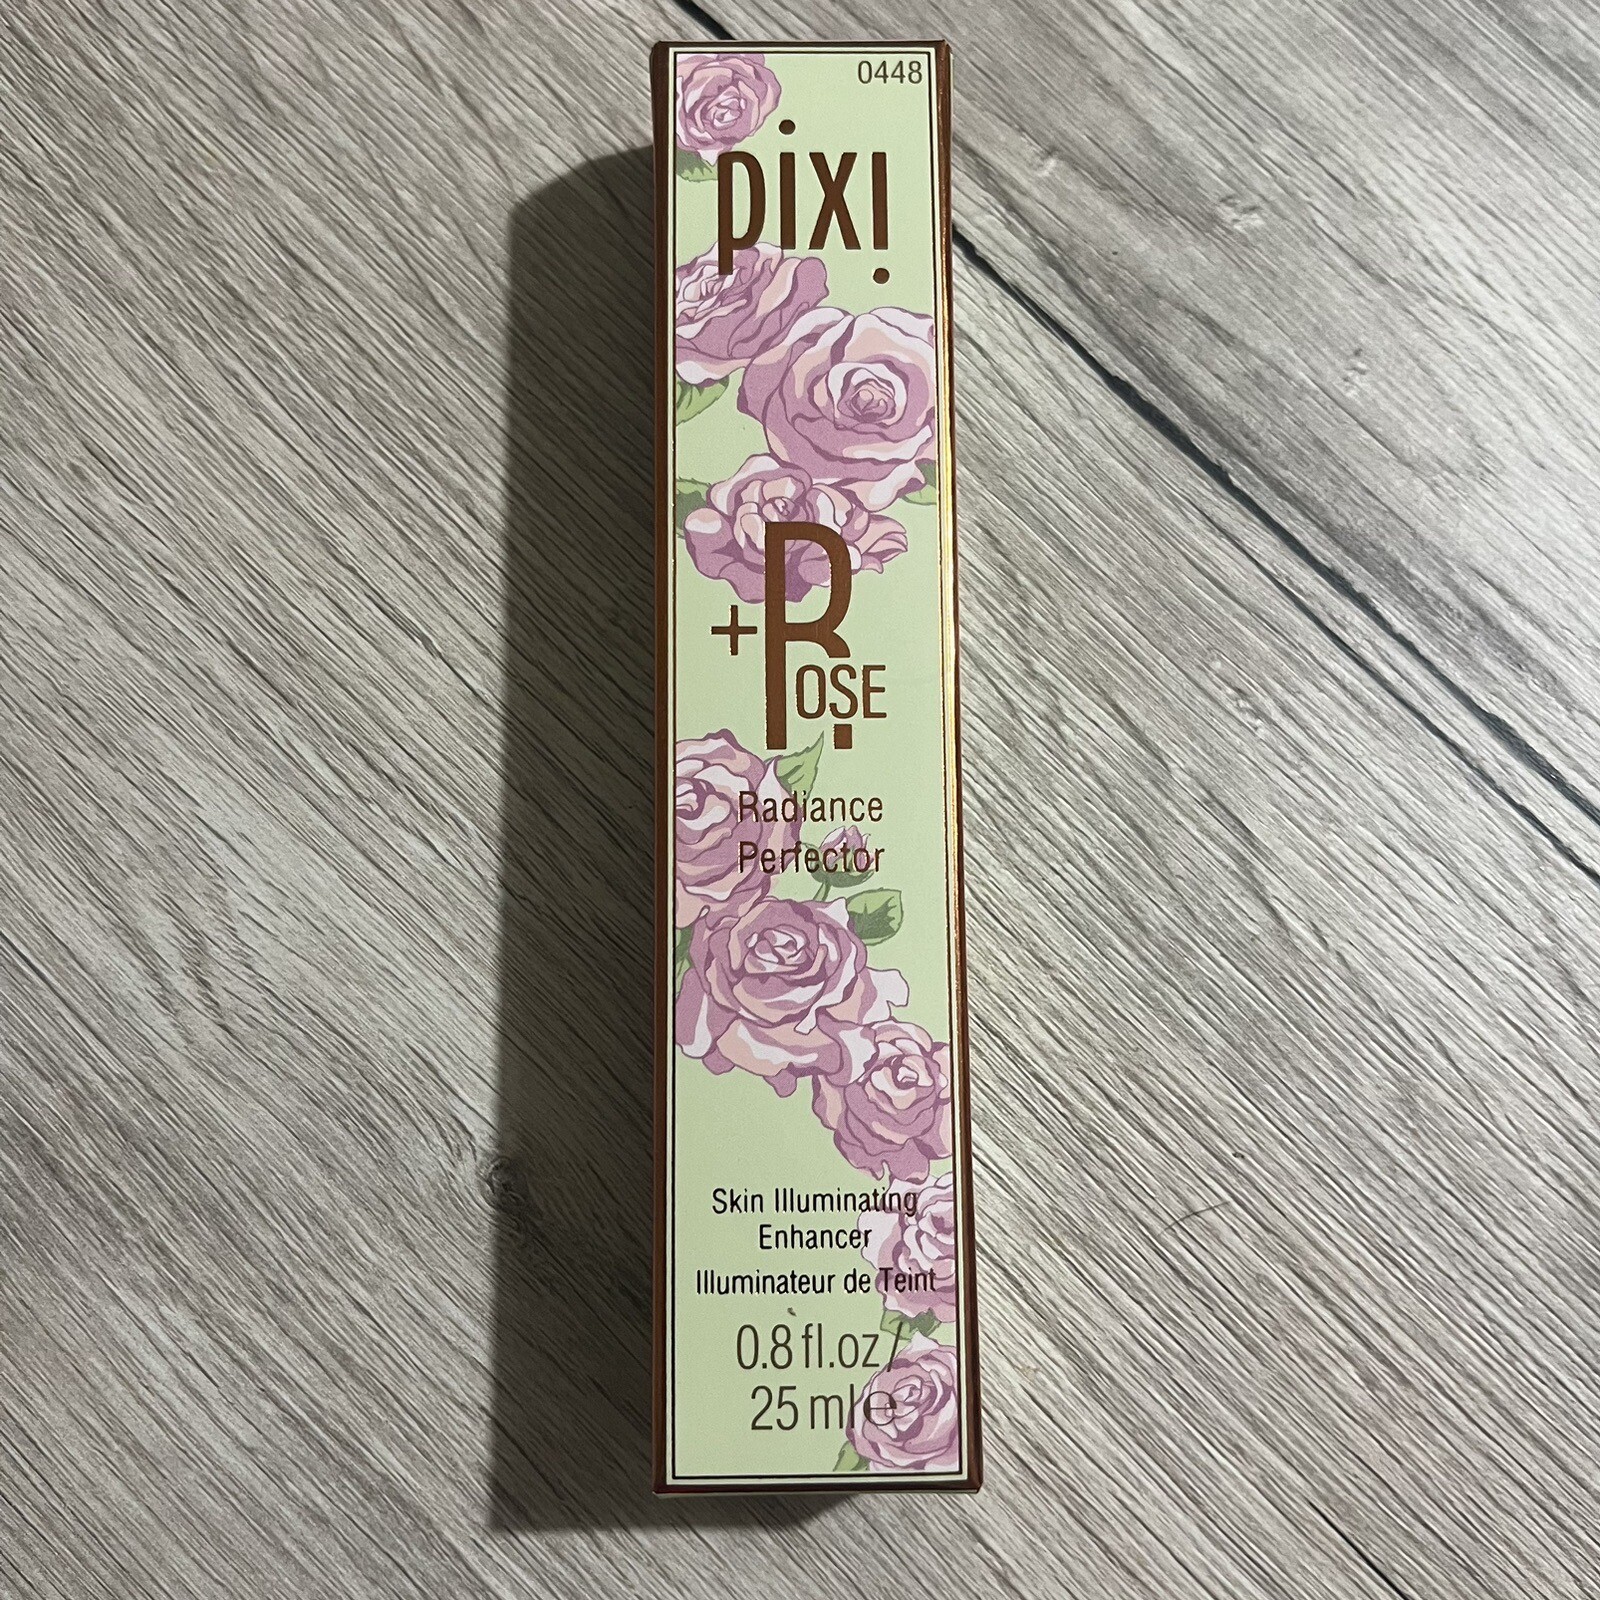 0448
pixi
+ROSE
Radiance
Perfector
Skin Illuminating
Enhancer
Illuminateur de Teint
0.8 fl.oz/
25 ml ℮